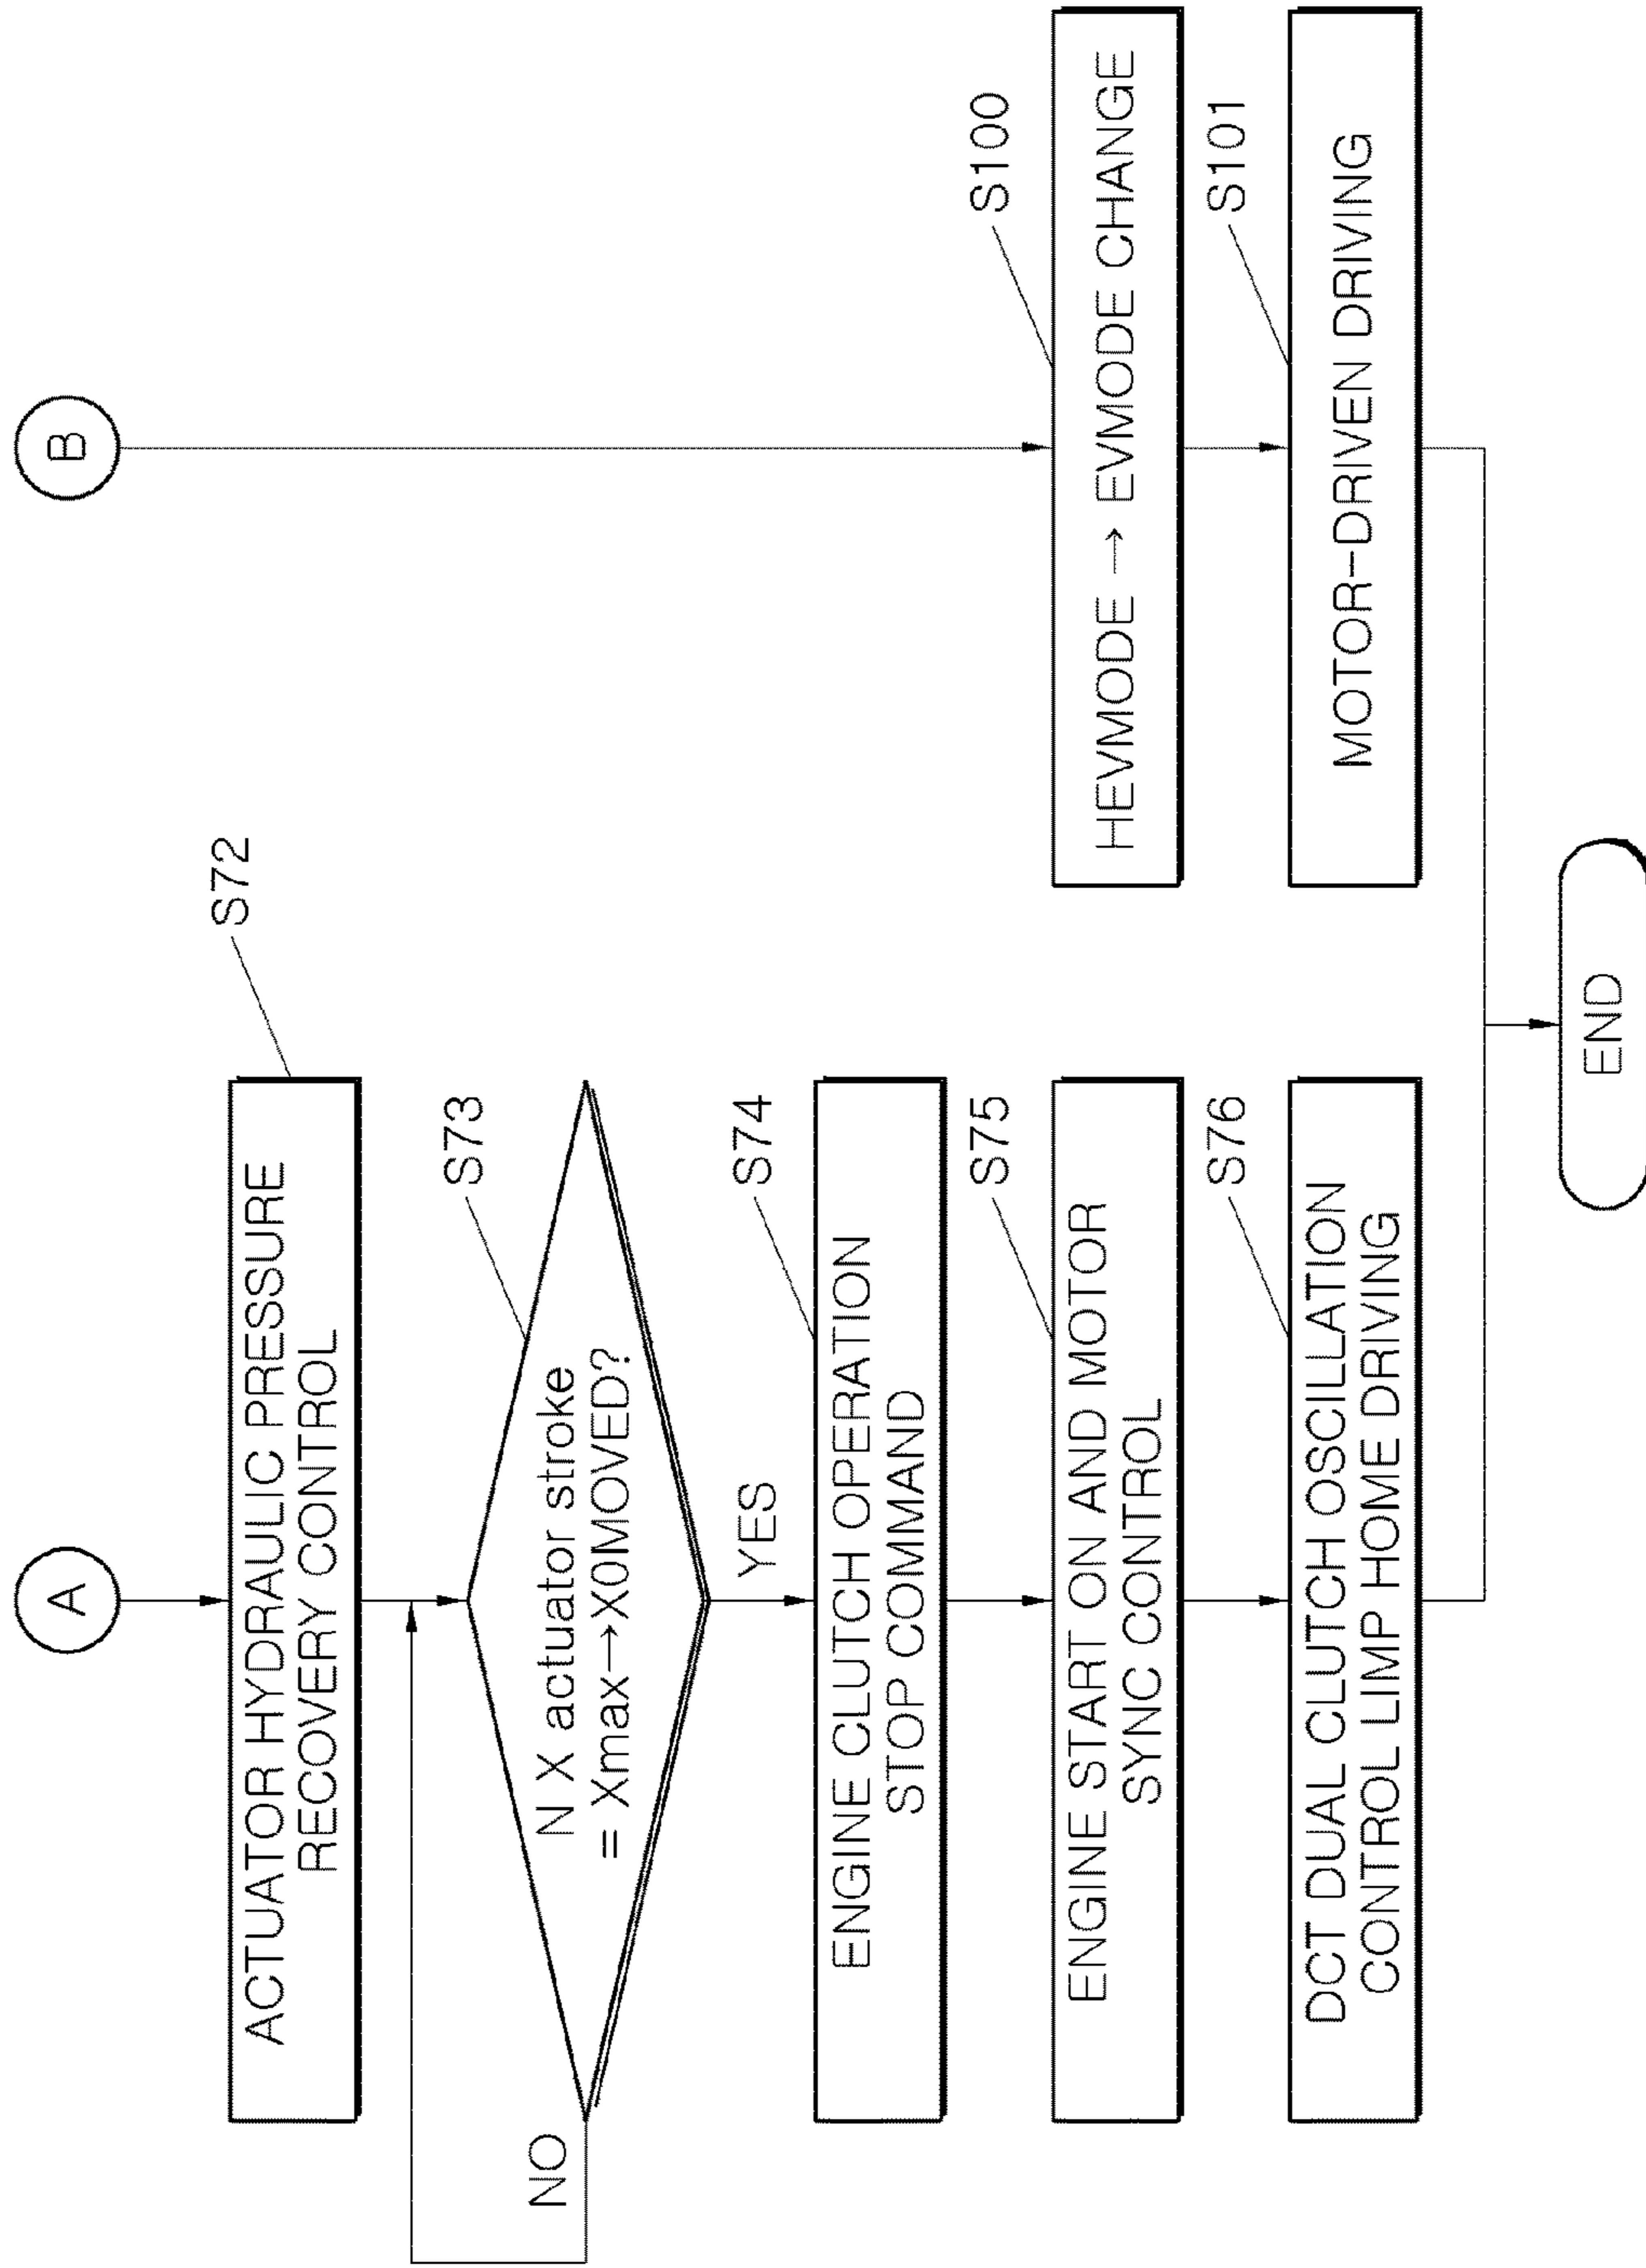 A
ACTUATOR HYDRAULIC PRESSURE
RECOVERY CONTROL
S72
N X actuator stroke
= Xmax→X0MOVED?
S73
NO
YES
ENGINE CLUTCH OPERATION
STOP COMMAND
S74
ENGINE START ON AND MOTOR
SYNC CONTROL
S75
DCT DUAL CLUTCH OSCILLATION
CONTROL LIMP HOME DRIVING
S76
B
HEVMODE → EVMODE CHANGE
S100
MOTOR-DRIVEN DRIVING
S101
END